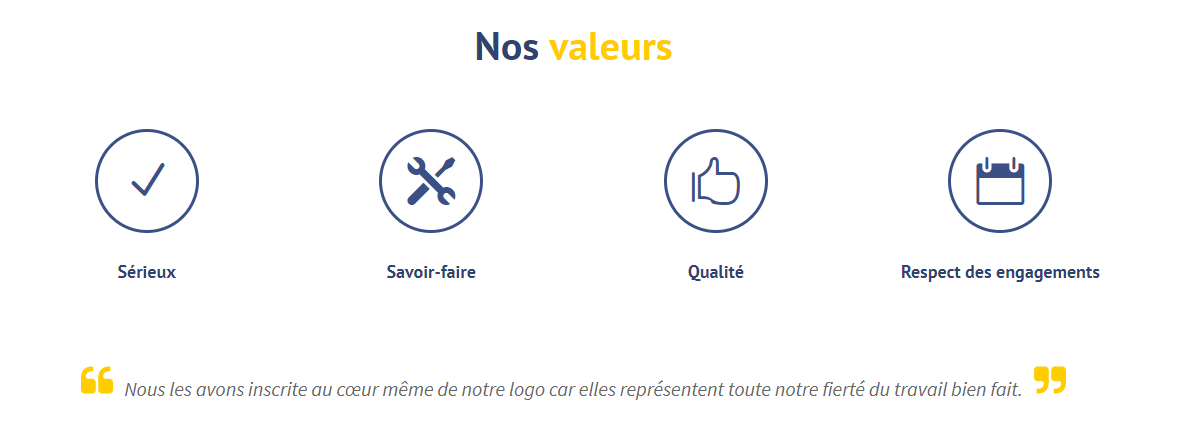 Nos valeurs
Sérieux
Savoir-faire
Qualité
Respect des engagements
“ Nous les avons inscrite au cœur même de notre logo car elles représentent toute notre fierté du travail bien fait. ”